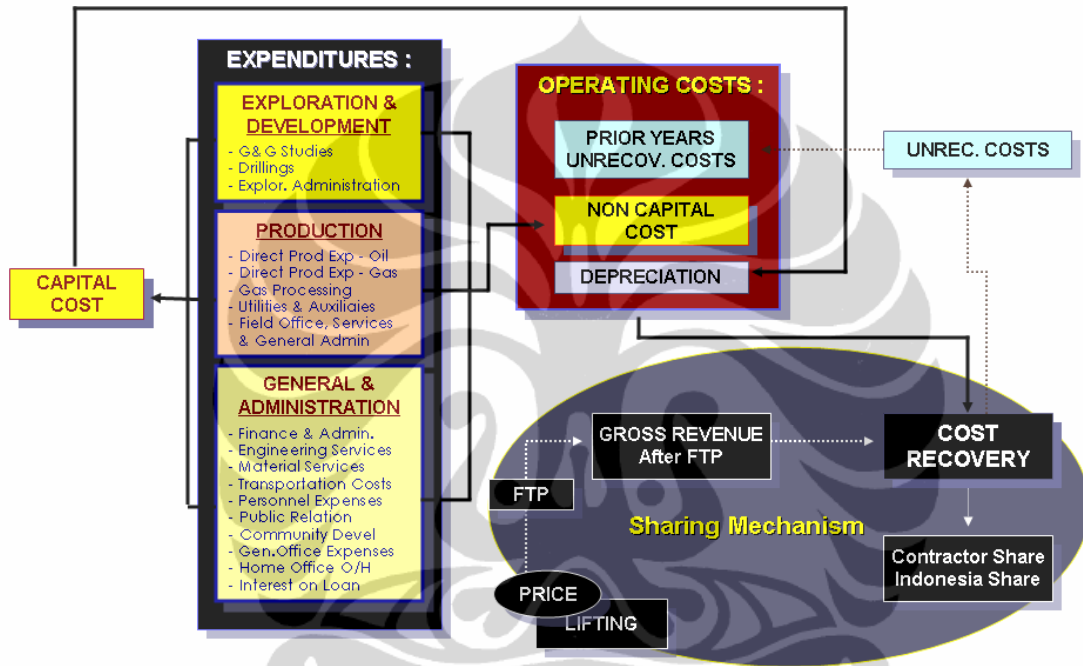 EXPENDITURES :
EXPLORATION &
DEVELOPMENT
- G&G Studies
- Drillings
- Explor. Administration
PRODUCTION
- Direct Prod Exp - Oil
- Direct Prod Exp - Gas
- Gas Processing
- Utilities & Auxiliaies
- Field Office, Services
& General Admin
GENERAL &
ADMINISTRATION
- Finance & Admin.
- Engineering Services
- Material Services
- Transportation Costs
- Personnel Expenses
- Public Relation
- Community Devel
- Gen.Office Expenses
- Home Office O/H
- Interest on Loan
CAPITAL
COST
OPERATING COSTS :
PRIOR YEARS
UNRECOV. COSTS
NON CAPITAL
COST
DEPRECIATION
UNREC. COSTS
GROSS REVENUE
After FTP
COST
RECOVERY
FTP
Sharing Mechanism
Contractor Share
Indonesia Share
PRICE
LIFTING